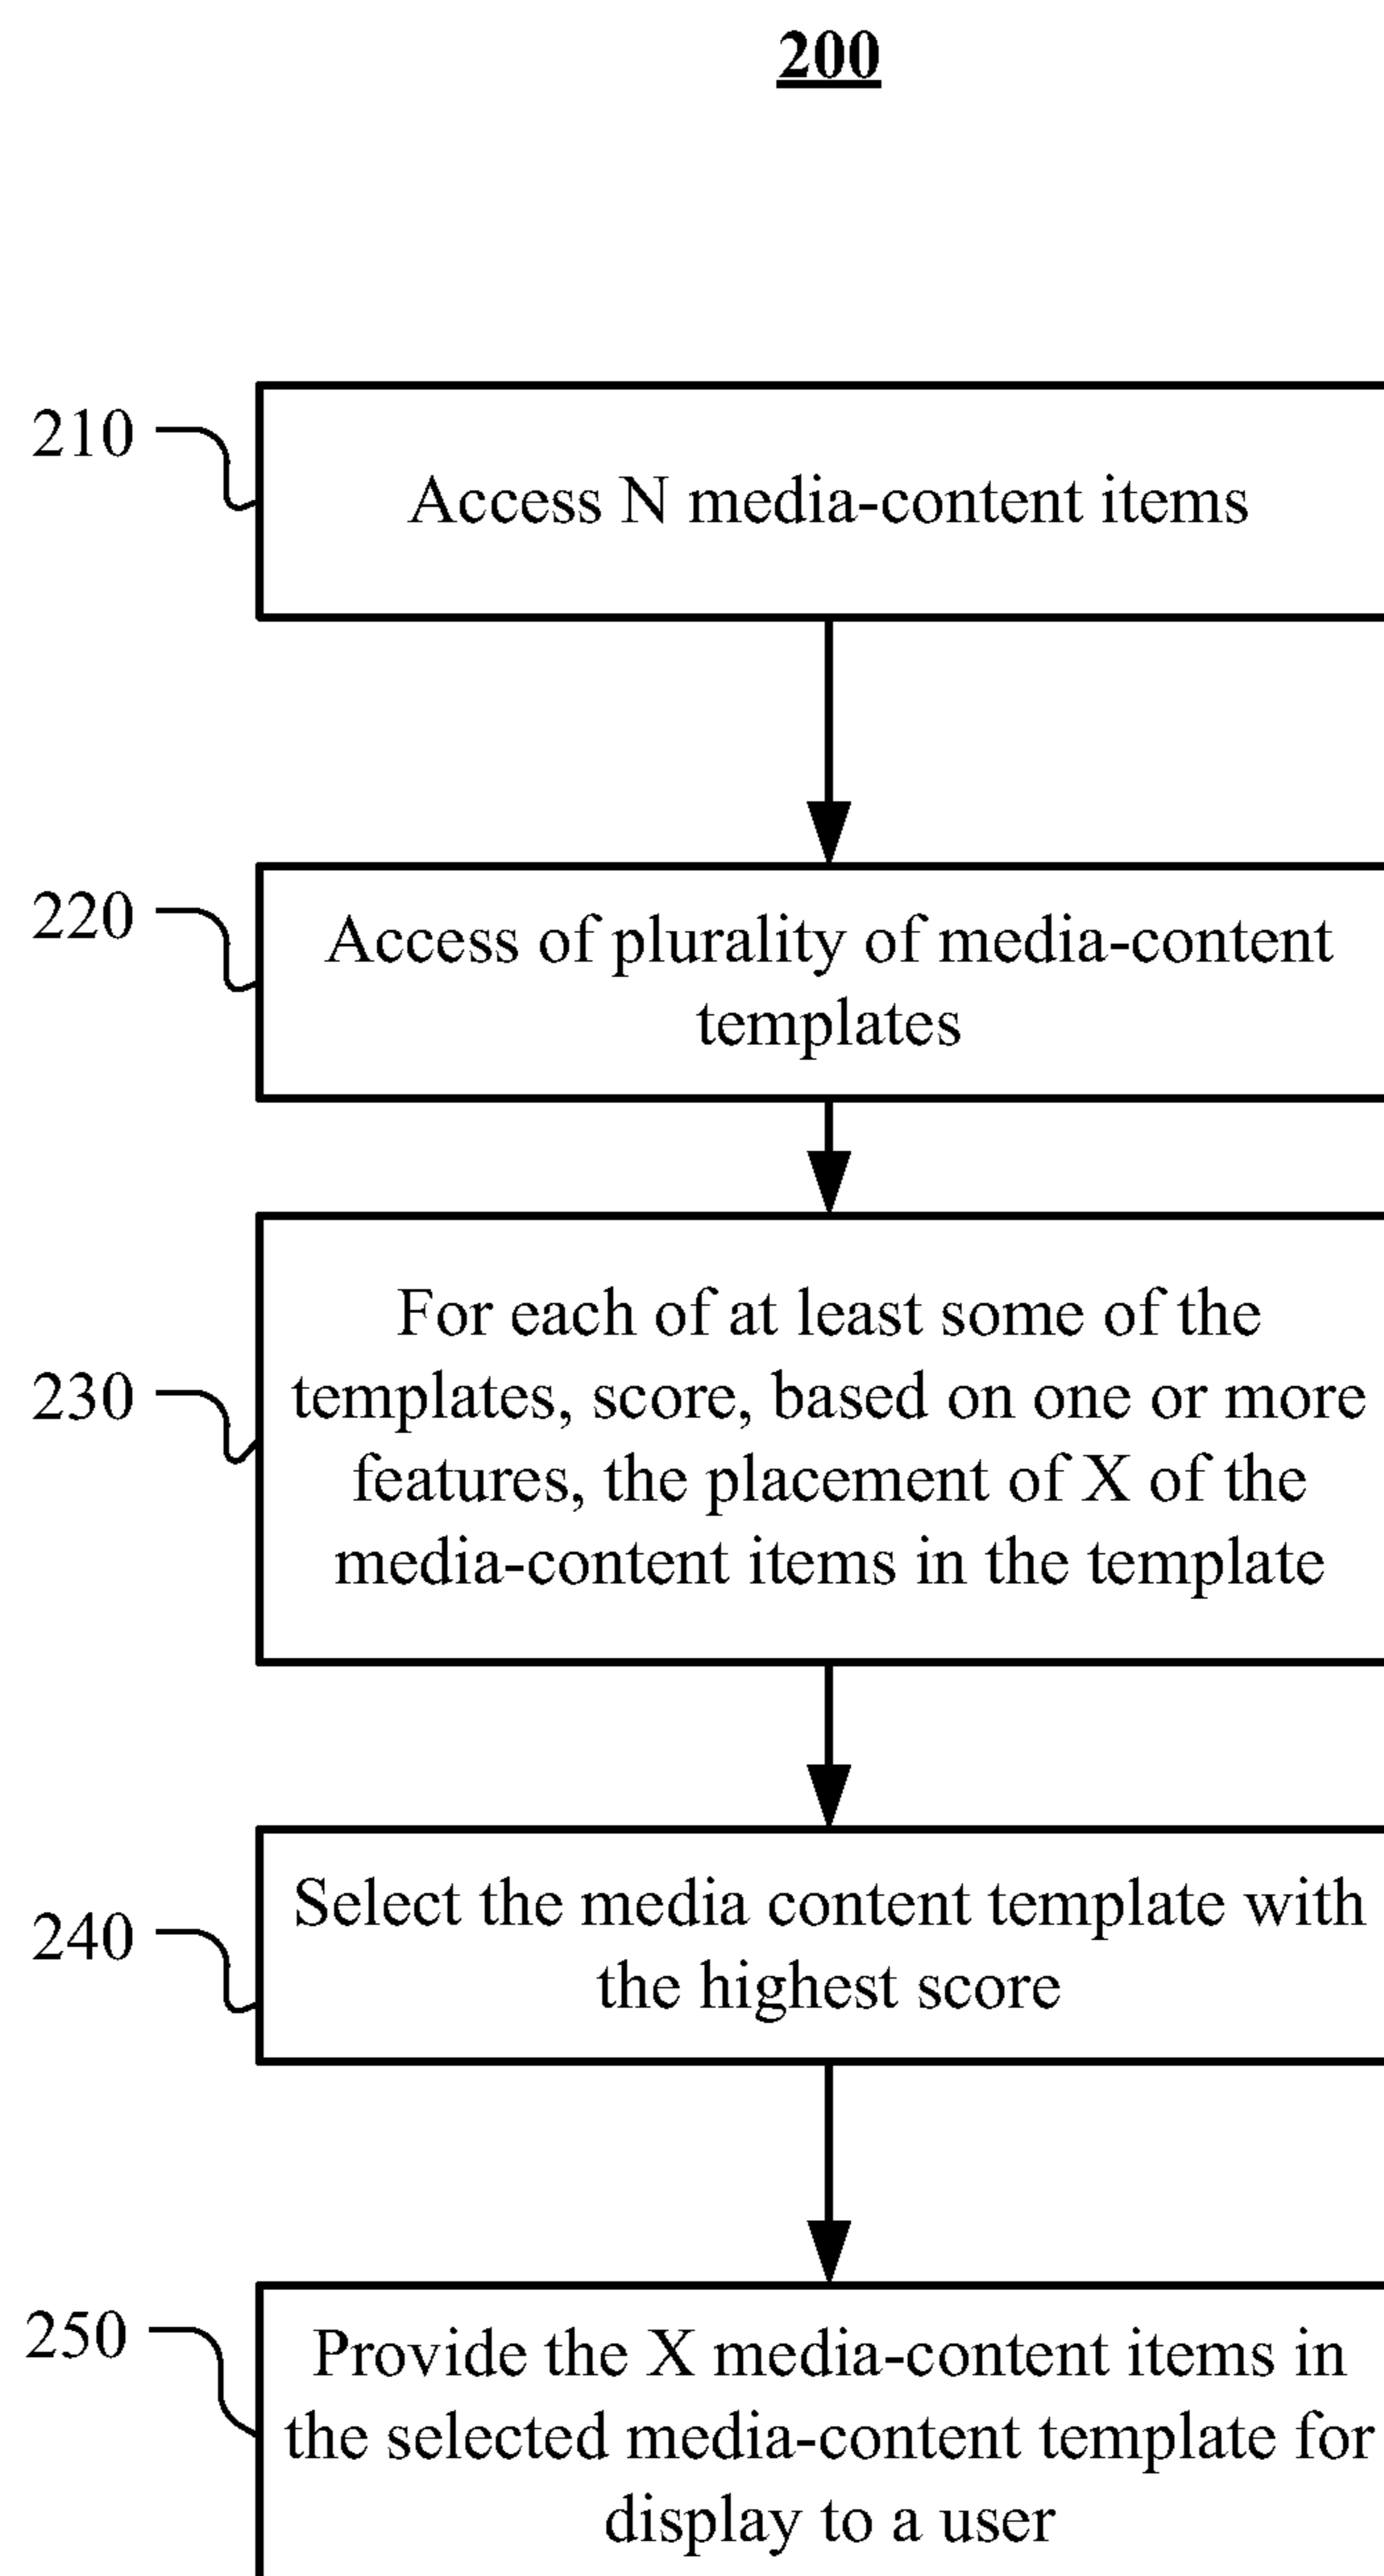 200
210
Access N media-content items
220
Access of plurality of media-content
templates
230
For each of at least some of the
templates, score, based on one or more
features, the placement of X of the
media-content items in the template
240
Select the media content template with
the highest score
250
Provide the X media-content items in
the selected media-content template for
display to a user